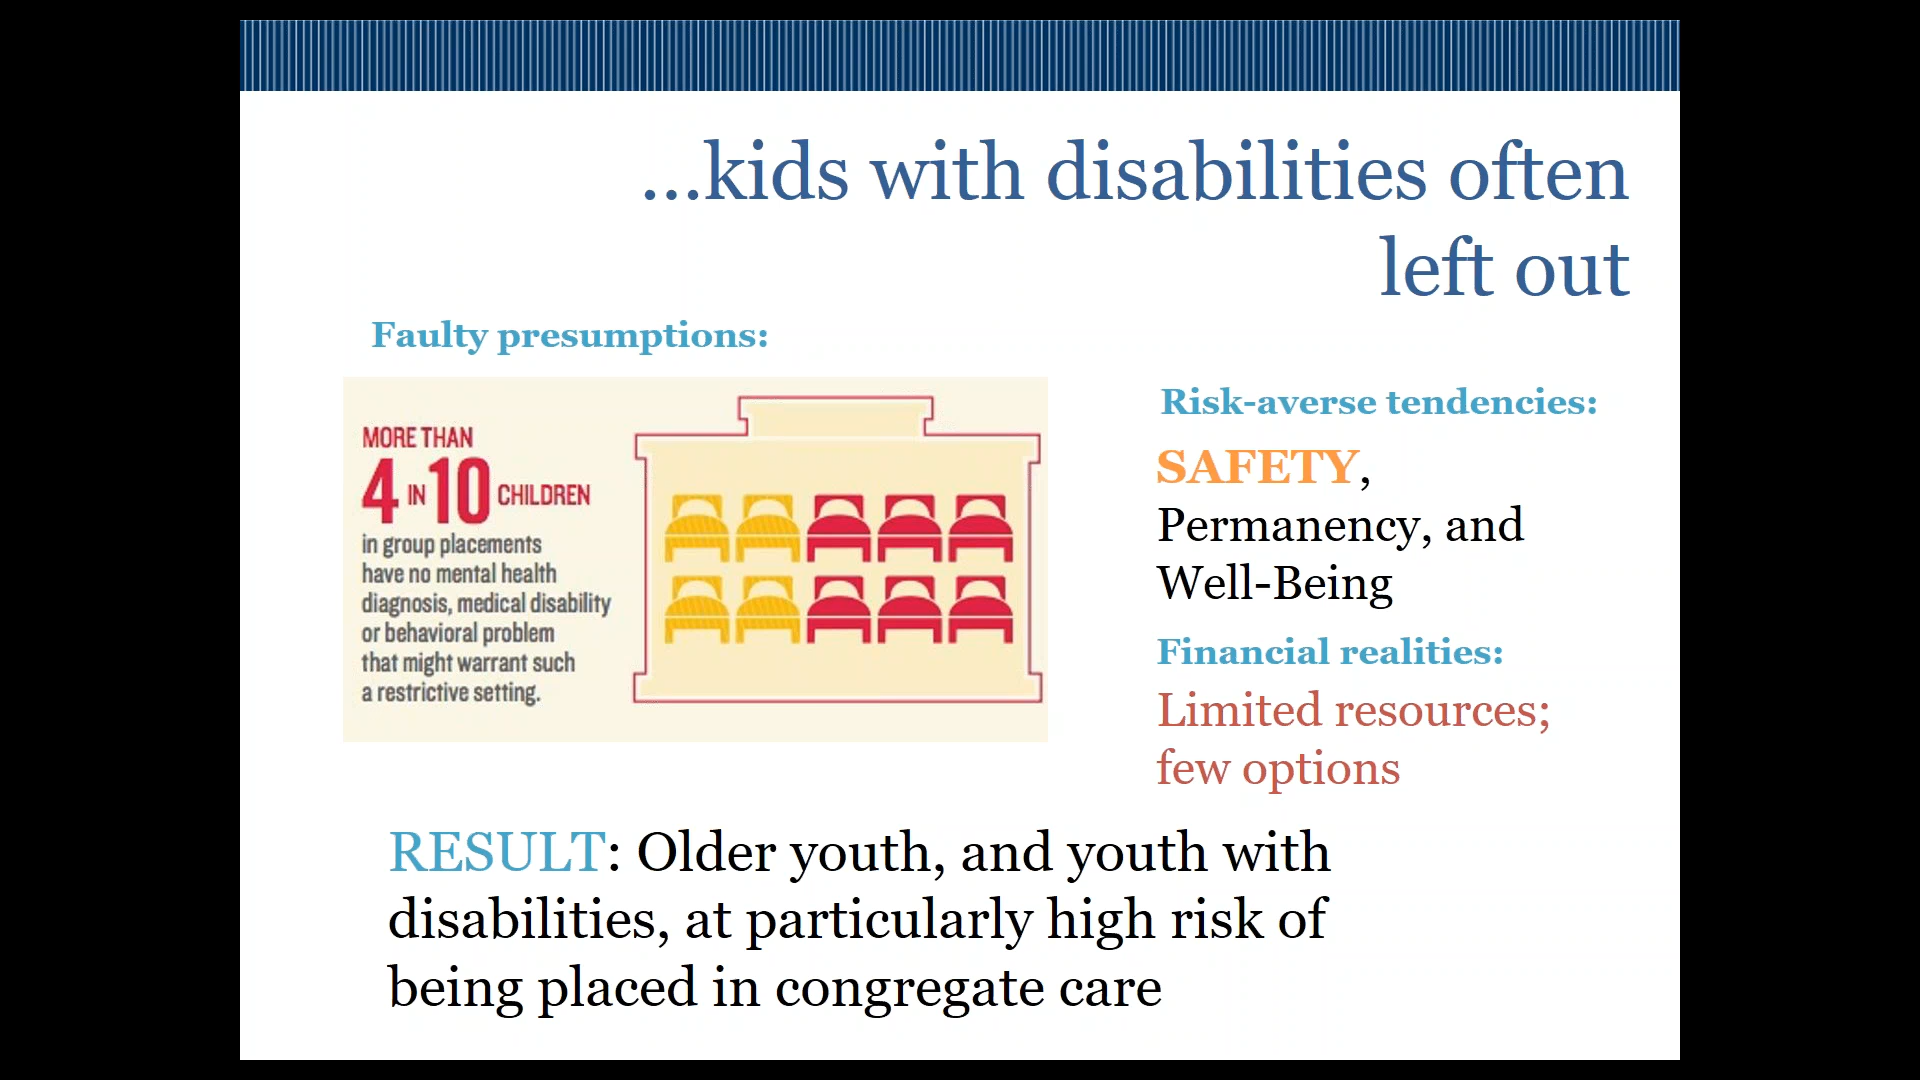 ...kids with disabilities often
left out
Faulty presumptions:
MORE THAN
4 IN 10 CHILDREN
in group placements
have no mental health
diagnosis, medical disability
or behavioral problem
that might warrant such
a restrictive setting.
Risk-averse tendencies:
SAFETY,
Permanency, and
Well-Being
Financial realities:
Limited resources;
few options
RESULT: Older youth, and youth with
disabilities, at particularly high risk of
being placed in congregate care